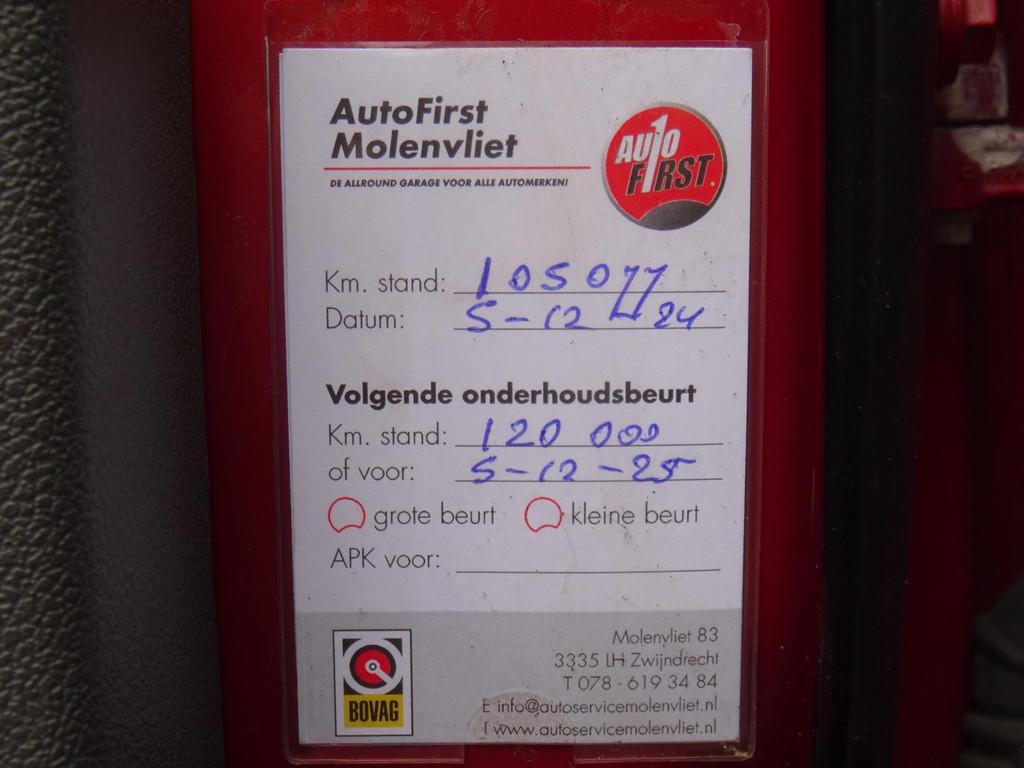 AutoFirst
Molenvliet
DE ALLROUND GARAGE VOOR ALLE AUTOMERKEN!
AUTO
F1RST.
Km. stand: 105077
Datum: 5-12-24
Volgende onderhoudsbeurt
Km. stand: 120 000
of voor: 5-12-25
grote beurt kleine beurt
APK voor:
BOVAG
Molenvliet 83
3335 LH Zwijndrecht
T 078 - 619 34 84
E info@autoservicemolenvliet.nl
I www.autoservicemolenvliet.nl